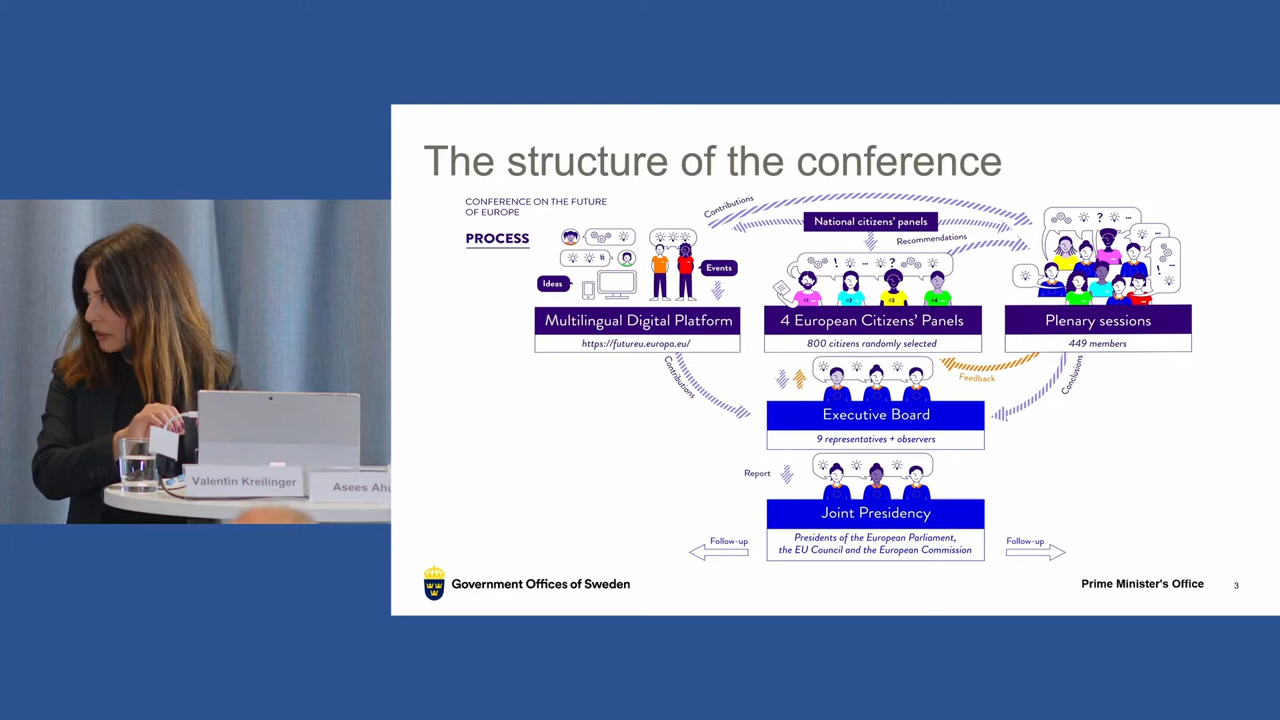 The structure of the conference
CONFERENCE ON THE FUTURE
OF EUROPE
PROCESS
Contributions
National citizens' panels
Recommendations
Ideas
Events
#1
#2
#3
#4
Multilingual Digital Platform
https://futureu.europa.eu/
4 European Citizens' Panels
800 citizens randomly selected
Plenary sessions
449 members
Contributions
Feedback
Conclusions
Executive Board
9 representatives + observers
Report
Joint Presidency
Presidents of the European Parliament,
the EU Council and the European Commission
Follow-up
Follow-up
Government Offices of Sweden
Prime Minister's Office
3
Valentin Kreilinger
Asees Ahu